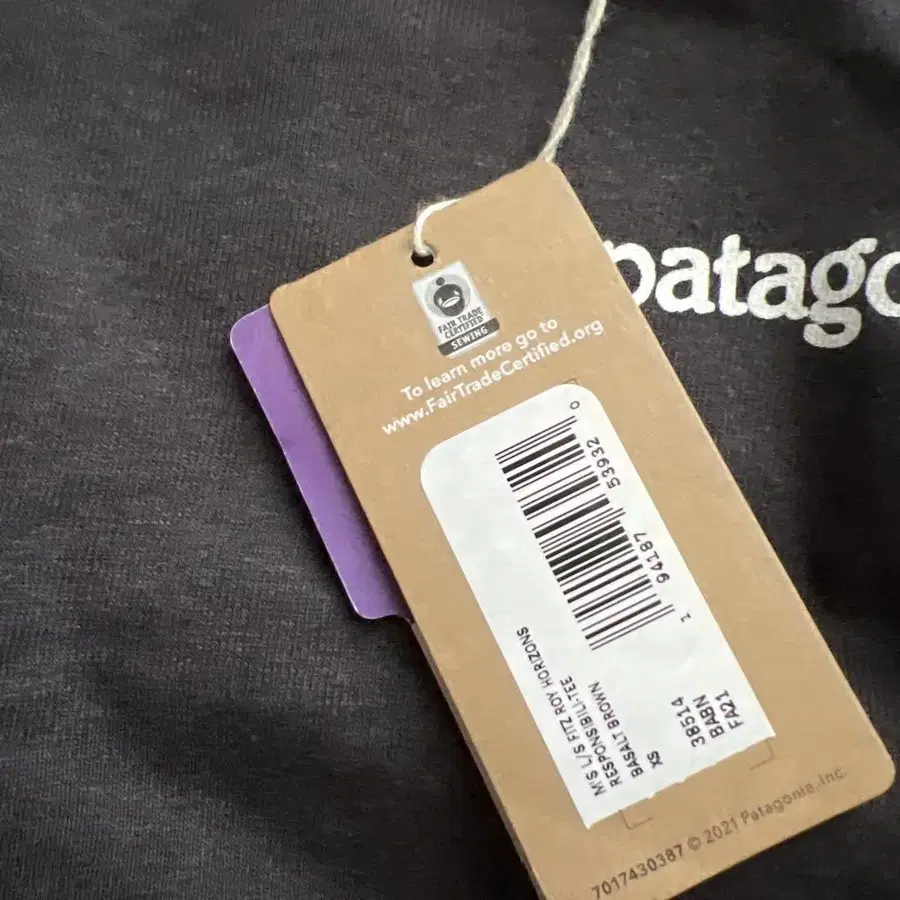 patago
FAIR TRADE
CERTIFIED
SEWING
To learn more go to
www.FairTradeCertified.org
1 94187 53932 0
M'S L/S FITZ ROY HORIZONS
RESPONSIBILI-TEE
BASALT BROWN
XS
38514
BABN
FA21
7017430387 © 2021 Patagonia, Inc.